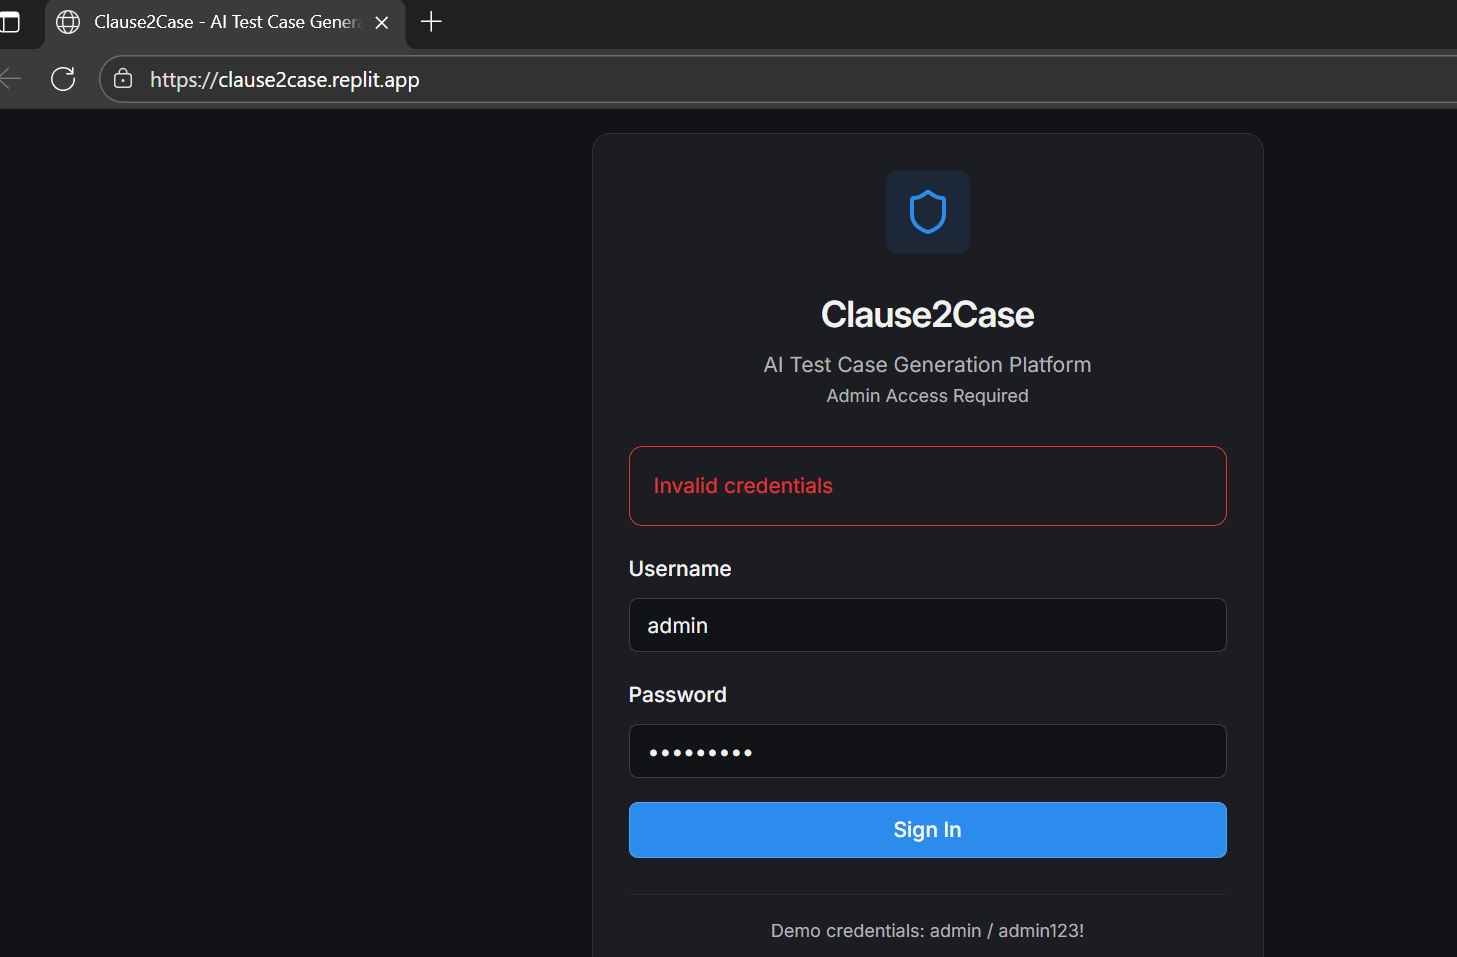 Clause2Case - AI Test Case Genera
https://clause2case.replit.app
Clause2Case
AI Test Case Generation Platform
Admin Access Required
Invalid credentials
Username
admin
Password
•••••••••
Sign In
Demo credentials: admin / admin123!